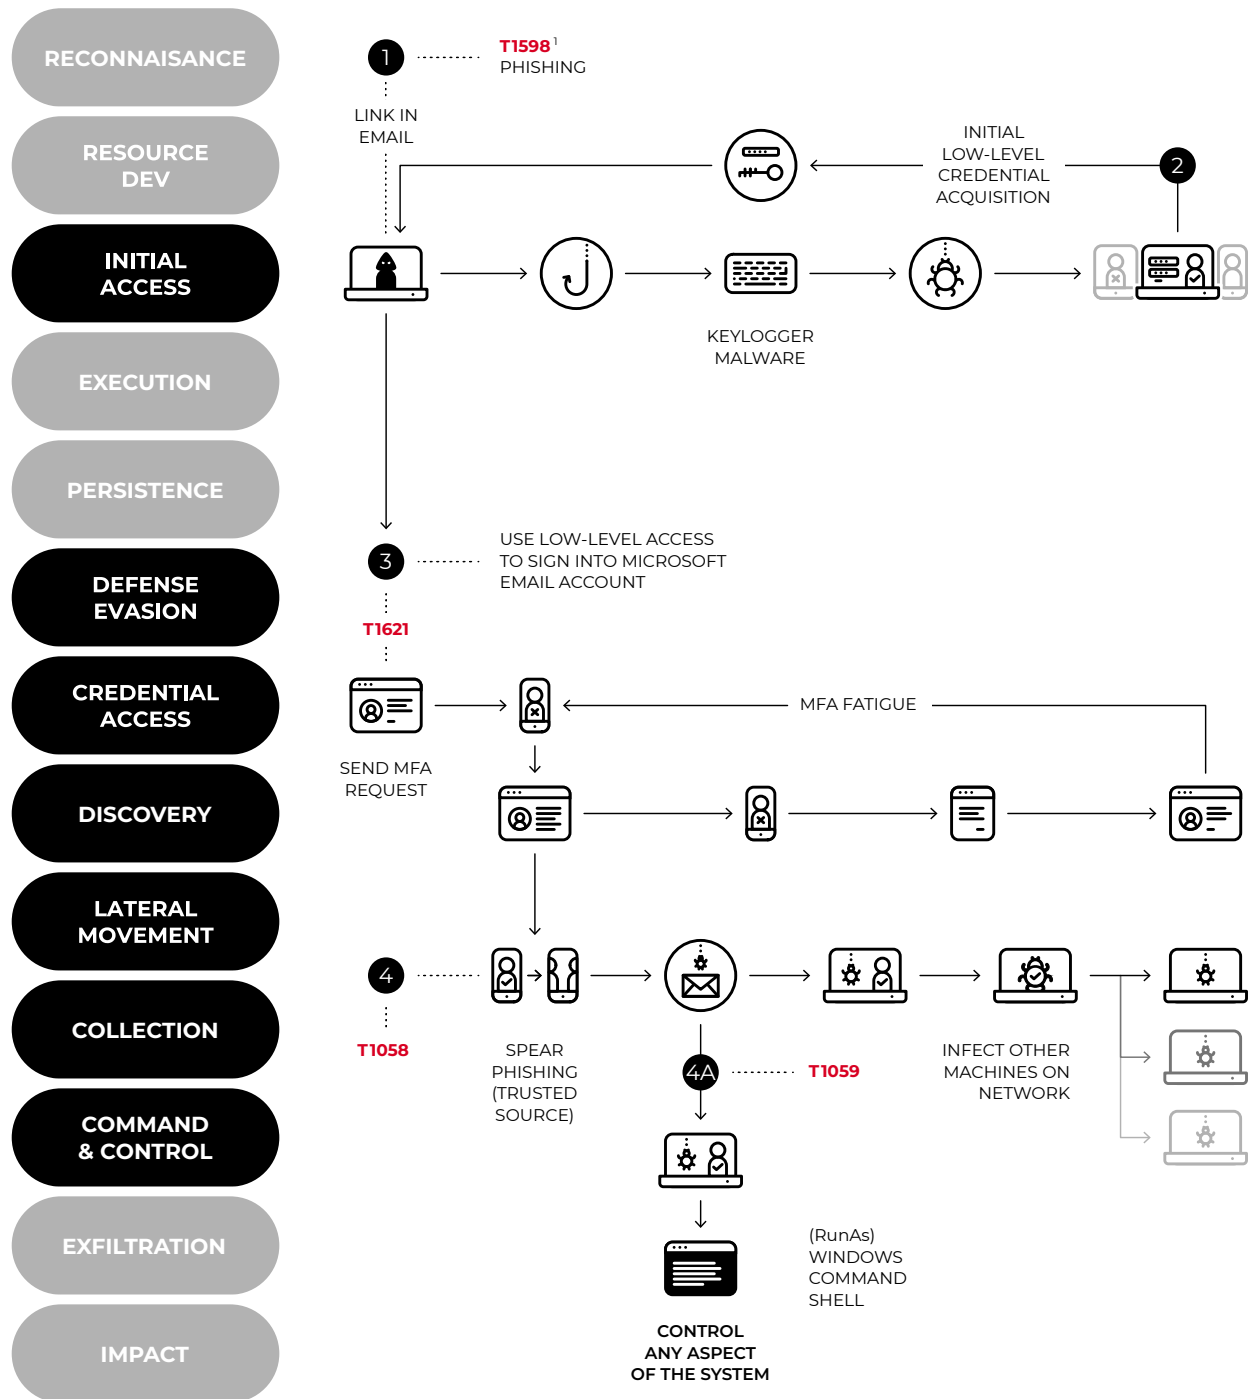 RECONNAISANCE
RESOURCE
DEV
INITIAL
ACCESS
EXECUTION
PERSISTENCE
DEFENSE
EVASION
CREDENTIAL
ACCESS
DISCOVERY
LATERAL
MOVEMENT
COLLECTION
COMMAND
& CONTROL
EXFILTRATION
IMPACT
1
T1598 1
PHISHING
LINK IN
EMAIL
INITIAL
LOW-LEVEL
CREDENTIAL
ACQUISITION
2
KEYLOGGER
MALWARE
3
USE LOW-LEVEL ACCESS
TO SIGN INTO MICROSOFT
EMAIL ACCOUNT
T1621
MFA FATIGUE
SEND MFA
REQUEST
4
T1058
SPEAR
PHISHING
(TRUSTED
SOURCE)
4A
T1059
INFECT OTHER
MACHINES ON
NETWORK
(RunAs)
WINDOWS
COMMAND
SHELL
CONTROL
ANY ASPECT
OF THE SYSTEM